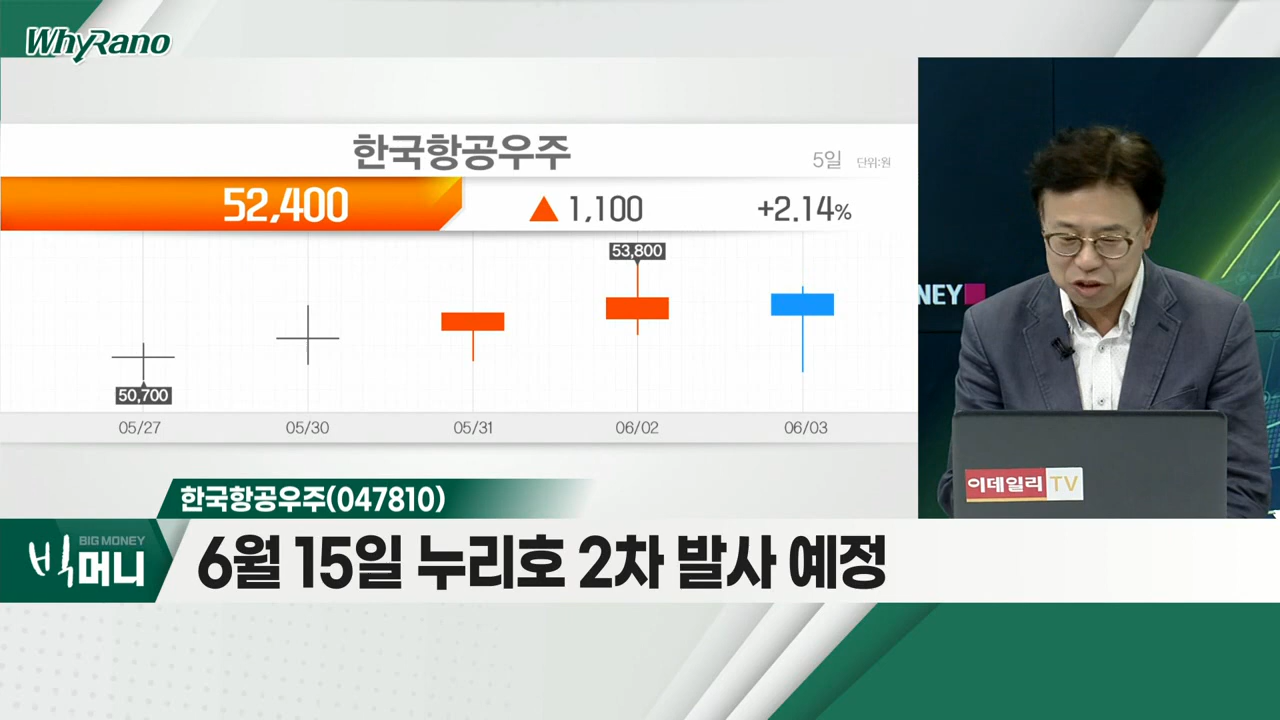 WhyRano
한국항공우주
5일 단위:원
52,400 ▲ 1,100 +2.14%
53,800
50,700
05/27 05/30 05/31 06/02 06/03
NEY
이데일리 TV
한국항공우주(047810)
BIG MONEY
빅머니
6월 15일 누리호 2차 발사 예정